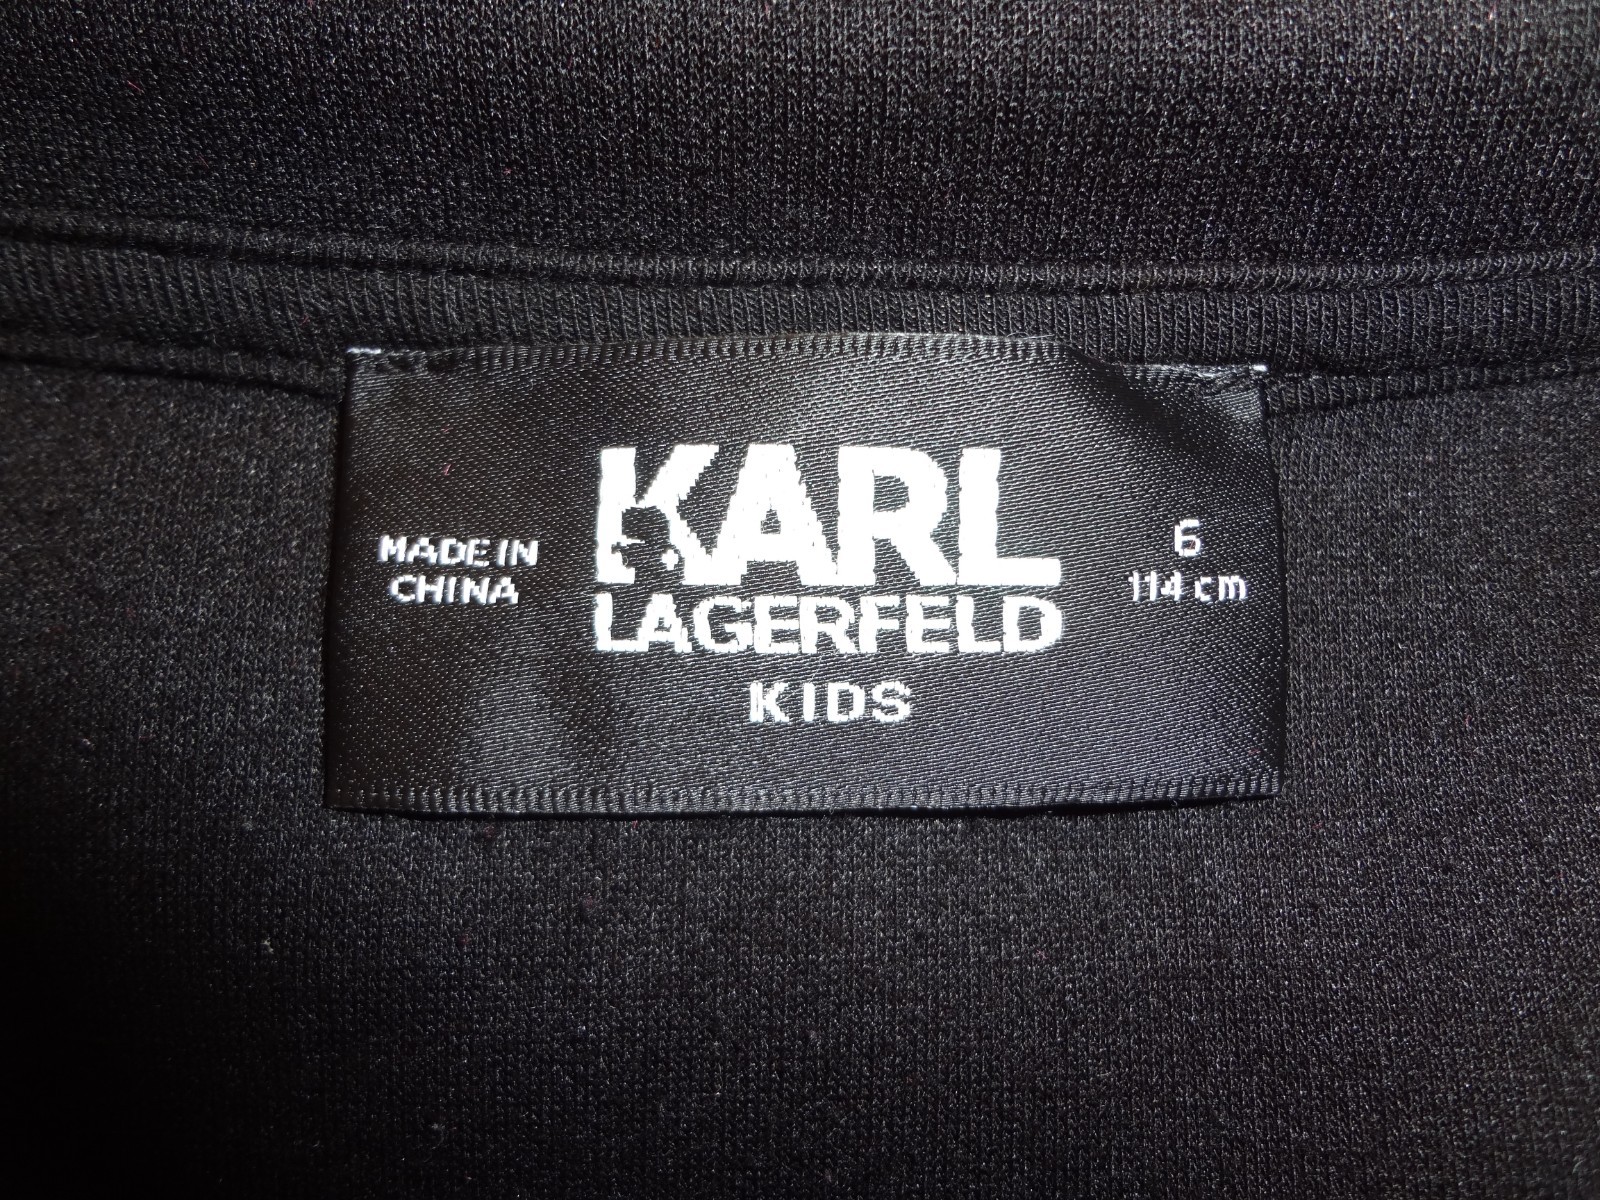 MADE IN
CHINA
KARL
LAGERFELD
KIDS
6
114 cm